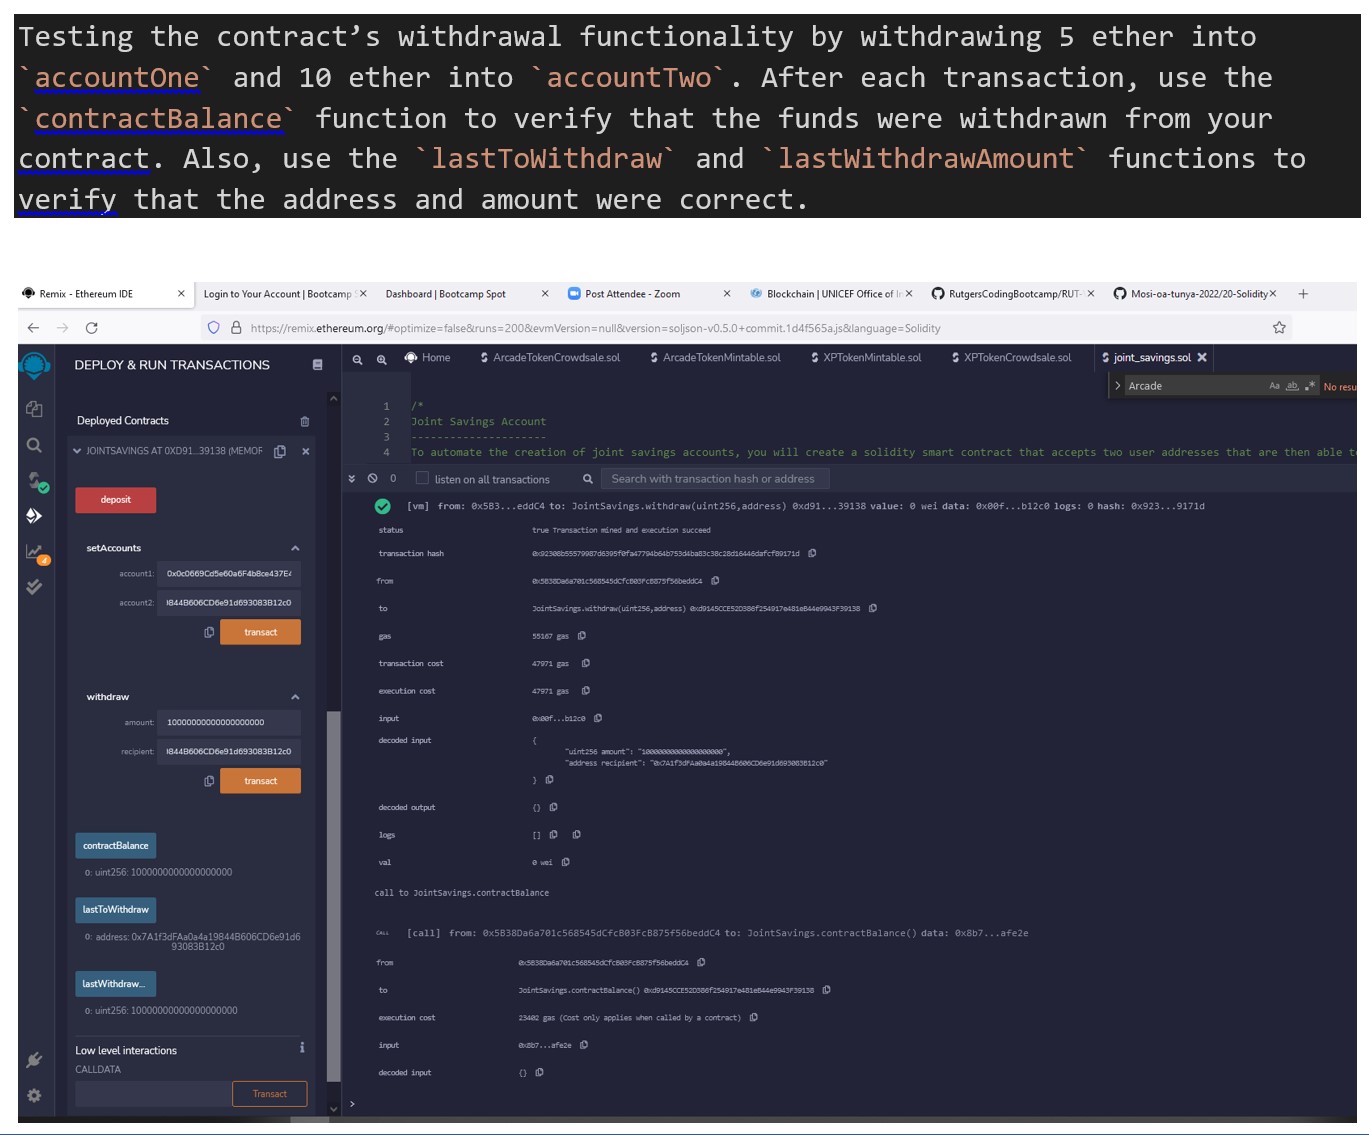 Testing the contract’s withdrawal functionality by withdrawing 5 ether into
`accountOne` and 10 ether into `accountTwo`. After each transaction, use the
`contractBalance` function to verify that the funds were withdrawn from your
contract. Also, use the `lastToWithdraw` and `lastWithdrawAmount` functions to
verify that the address and amount were correct.
Remix - Ethereum IDE
Login to Your Account | Bootcamp
Dashboard | Bootcamp Spot
Post Attendee - Zoom
Blockchain | UNICEF Office of In
RutgersCodingBootcamp/RUT-
Mosi-oa-tunya-2022/20-Solidity
https://remix.ethereum.org/#optimize=false&runs=200&evmVersion=null&version=soljson-v0.5.0+commit.1d4f565a.js&language=Solidity
DEPLOY & RUN TRANSACTIONS
Home
ArcadeTokenCrowdsale.sol
ArcadeTokenMintable.sol
XPTokenMintable.sol
XPTokenCrowdsale.sol
joint_savings.sol
Arcade
Aa ab .*
No resu
1 /*
2 Joint Savings Account
3 ---------------------
4 To automate the creation of joint savings accounts, you will create a solidity smart contract that accepts two user addresses that are then able t
Deployed Contracts
JOINTSAVINGS AT 0XD91...39138 (MEMOR
deposit
setAccounts
account1: 0x0c0669Cd5e60a6F4b8ce437E4
account2: 844B606CD6e91d693083B12c0
transact
withdraw
amount: 10000000000000000000
recipient: 844B606CD6e91d693083B12c0
transact
contractBalance
0: uint256: 1000000000000000000
lastToWithdraw
0: address: 0x7A1f3dFAa0a4a19844B606CD6e91d6
93083B12c0
lastWithdraw...
0: uint256: 10000000000000000000
Low level interactions
i
CALLDATA
Transact
0
listen on all transactions
Search with transaction hash or address
[vm] from: 0x5B3...eddC4 to: JointSavings.withdraw(uint256,address) 0xd91...39138 value: 0 wei data: 0x00f...b12c0 logs: 0 hash: 0x923...9171d
status true Transaction mined and execution succeed
transaction hash
from 0x5B38Da6a701c568545dCfcB03FcB875f56beddC4
to JointSavings.withdraw(uint256,address) 0xd9145CCE52D386f254917e481eB44e9943F39138
gas 55167 gas
transaction cost 47971 gas
execution cost 47971 gas
input 0x00f...b12c0
decoded input {
"uint256 amount": "10000000000000000000",
"address recipient": "0x7A1f3dFAa0a4a19844B606CD6e91d693083B12c0"
}
decoded output {}
logs []
val 0 wei
call to JointSavings.contractBalance
CALL [call] from: 0x5B38Da6a701c568545dCfcB03FcB875f56beddC4 to: JointSavings.contractBalance() data: 0x8b7...afe2e
from 0x5B38Da6a701c568545dCfcB03FcB875f56beddC4
to JointSavings.contractBalance() 0xd9145CCE52D386f254917e481eB44e9943F39138
execution cost 23402 gas (Cost only applies when called by a contract)
input 0x8b7...afe2e
decoded input {}
>